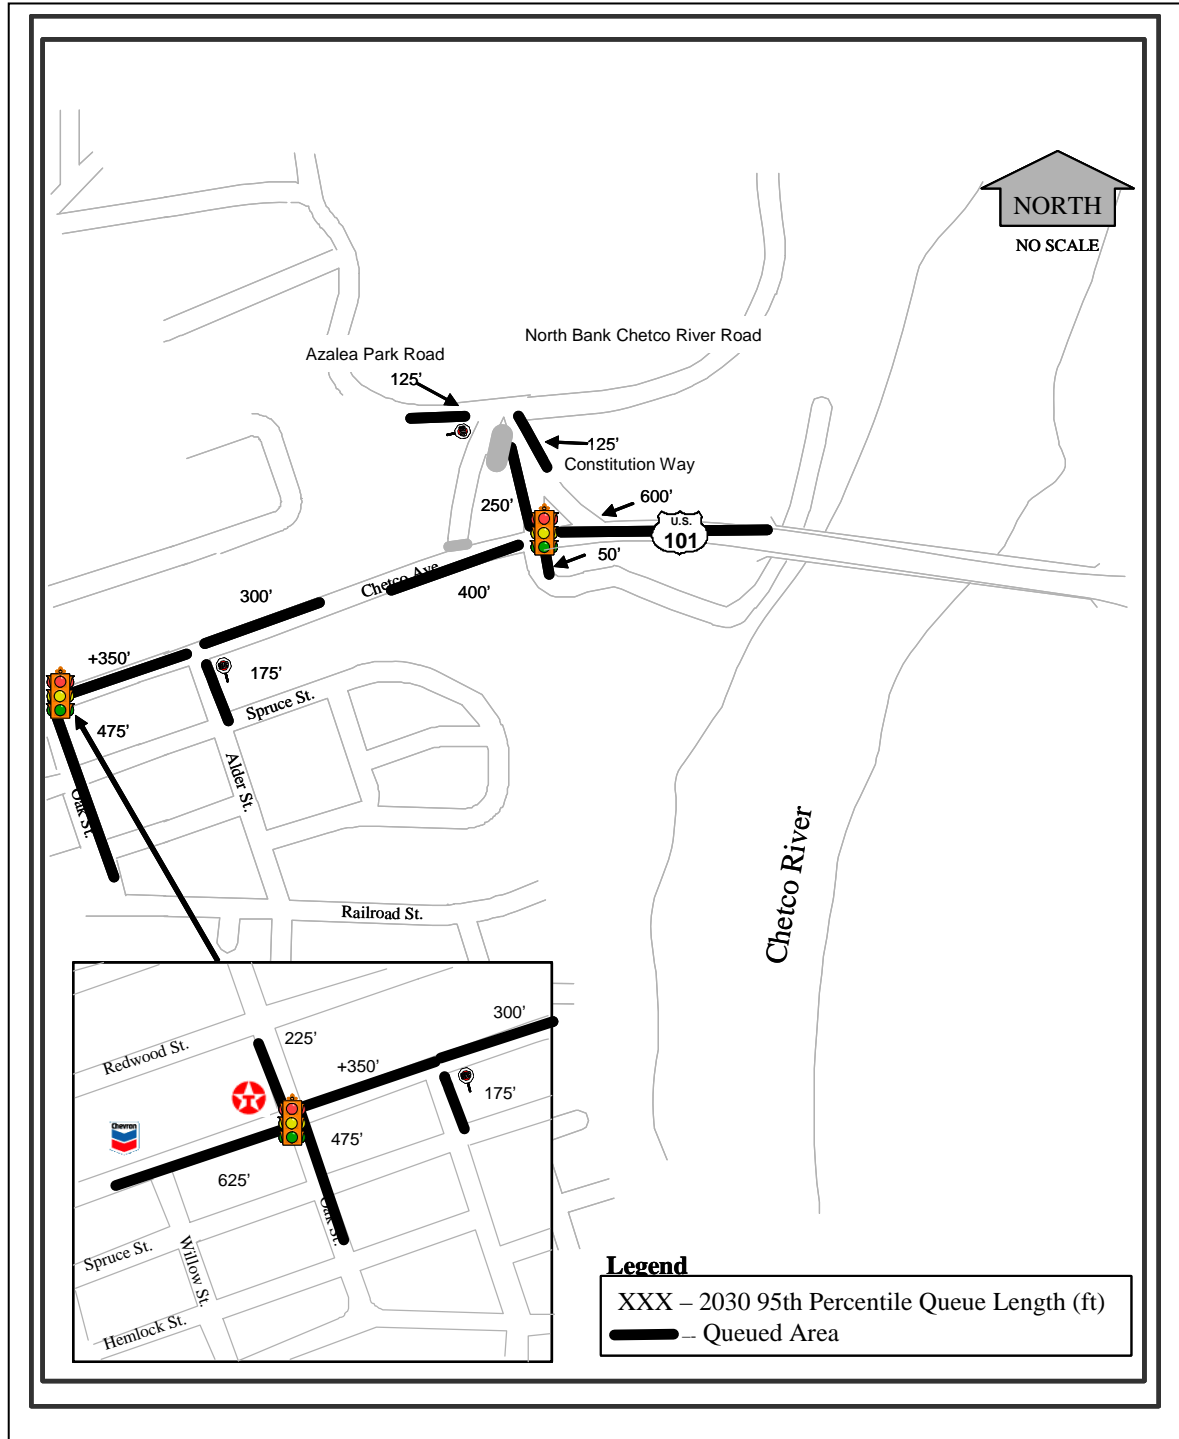 NORTH
NO SCALE
North Bank Chetco River Road
Azalea Park Road
125’
125’
Constitution Way
250’
600’
U.S.
101
50’
Chetco Ave
400’
300’
+350’
175’
Spruce St.
475’
Alder St.
Oak St.
Railroad St.
Chetco River
300’
225’
Redwood St.
+350’
175’
Chevron
475’
625’
Oak St.
Spruce St.
Willow St.
Hemlock St.
Legend
XXX – 2030 95th Percentile Queue Length (ft)
-- Queued Area